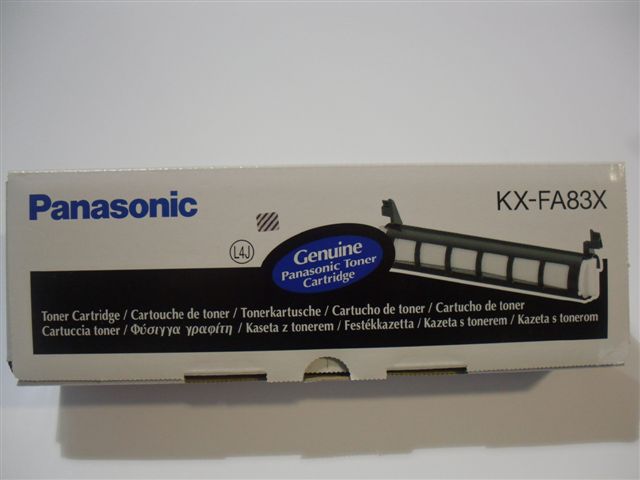 Panasonic
KX-FA83X
L4J
Genuine
Panasonic Toner
Cartridge
Toner Cartridge / Cartouche de toner / Tonerkartusche / Cartucho de toner / Cartucho de toner
Cartuccia toner / Φύσιγγα γραφίτη / Kaseta z tonerem / Festékkazetta / Kazeta s tonerem / Kazeta s tonerom